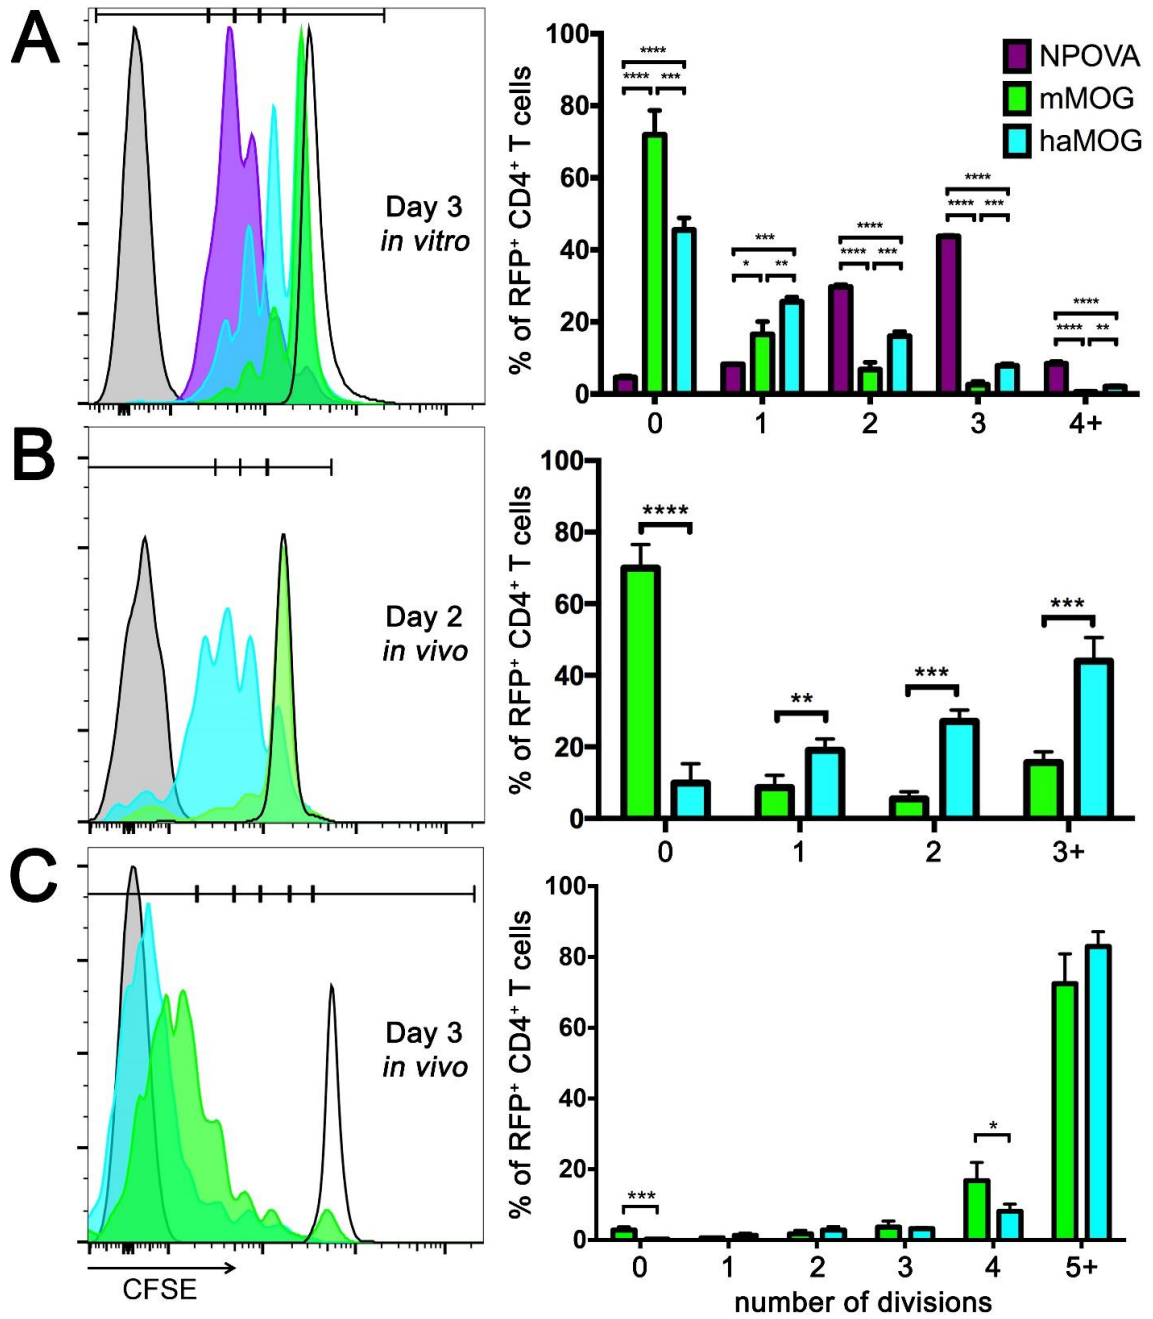 A
Day 3
in vitro
% of RFP⁺ CD4⁺ T cells
100
80
60
40
20
0
**** 
**** ***
***
* **
****
**** ***
****
**** ***
****
**** **
NPOVA
mMOG
haMOG
0 1 2 3 4+
B
Day 2
in vivo
% of RFP⁺ CD4⁺ T cells
100
80
60
40
20
0
****
**
***
***
0 1 2 3+
C
Day 3
in vivo
CFSE
% of RFP⁺ CD4⁺ T cells
100
80
60
40
20
0
***
*
0 1 2 3 4 5+
number of divisions